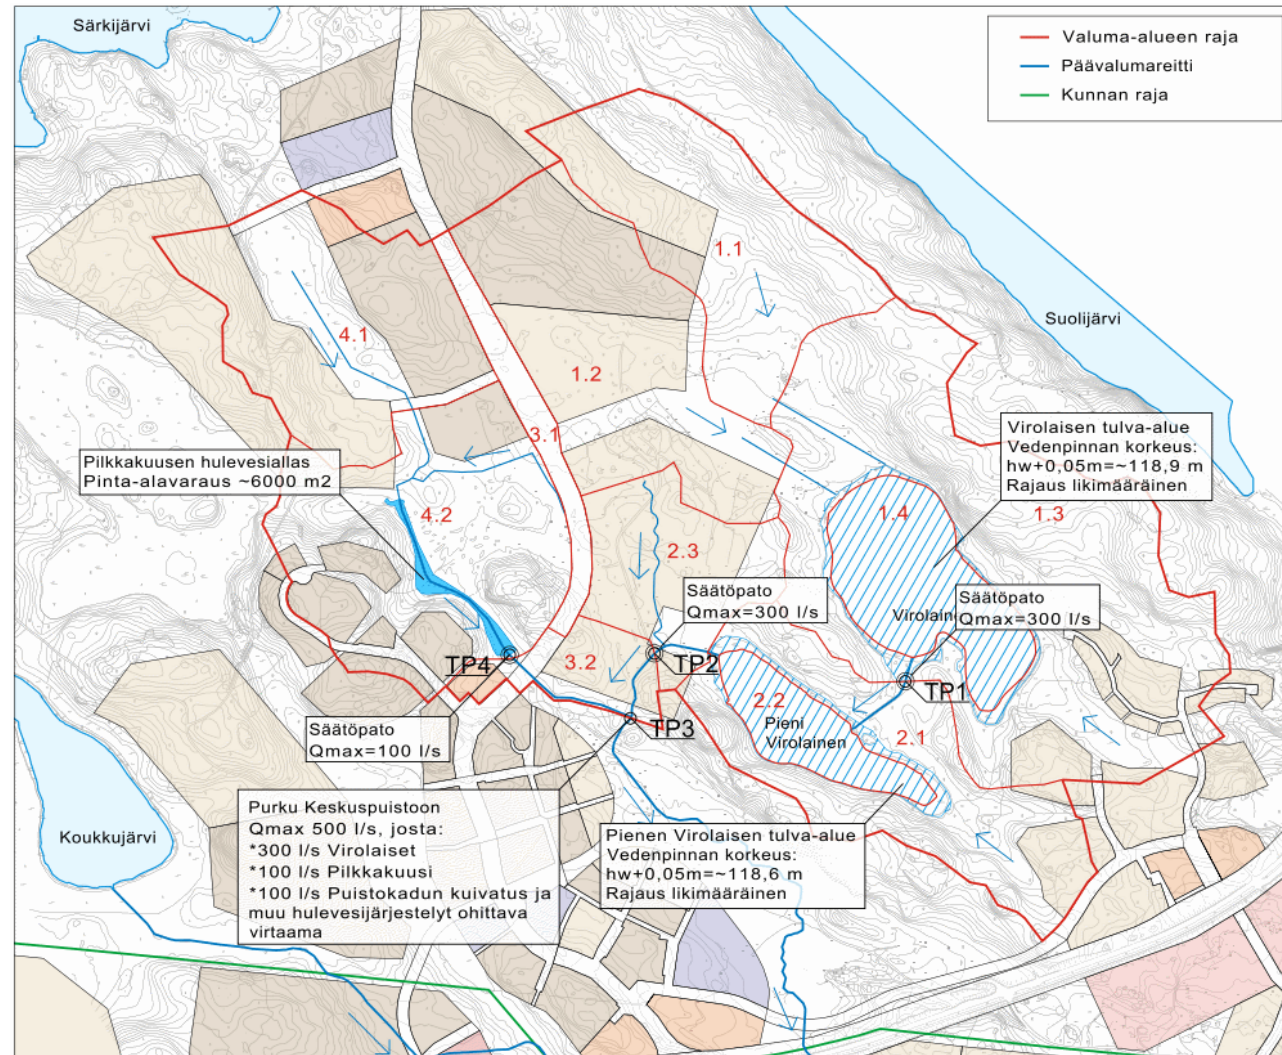 Särkijärvi
Valuma-alueen raja
Päävalumareitti
Kunnan raja
1.1
Suolijärvi
4.1
1.2
3.1
Virolaisen tulva-alue
Vedenpinnan korkeus:
hw+0,05m=~118,9 m
Rajaus likimääräinen
Pilkkakuusen hulevesiallas
Pinta-alavaraus ~6000 m2
4.2
1.4
1.3
2.3
Säätöpato
Qmax=300 l/s
Säätöpato
Qmax=300 l/s
TP4
3.2
TP2
TP1
2.2
Pieni
Virolainen
2.1
TP3
Säätöpato
Qmax=100 l/s
Koukkujärvi
Purku Keskuspuistoon
Qmax 500 l/s, josta:
*300 l/s Virolaiset
*100 l/s Pilkkakuusi
*100 l/s Puistokadun kuivatus ja
muu hulevesijärjestelyt ohittava
virtaama
Pienen Virolaisen tulva-alue
Vedenpinnan korkeus:
hw+0,05m=~118,6 m
Rajaus likimääräinen